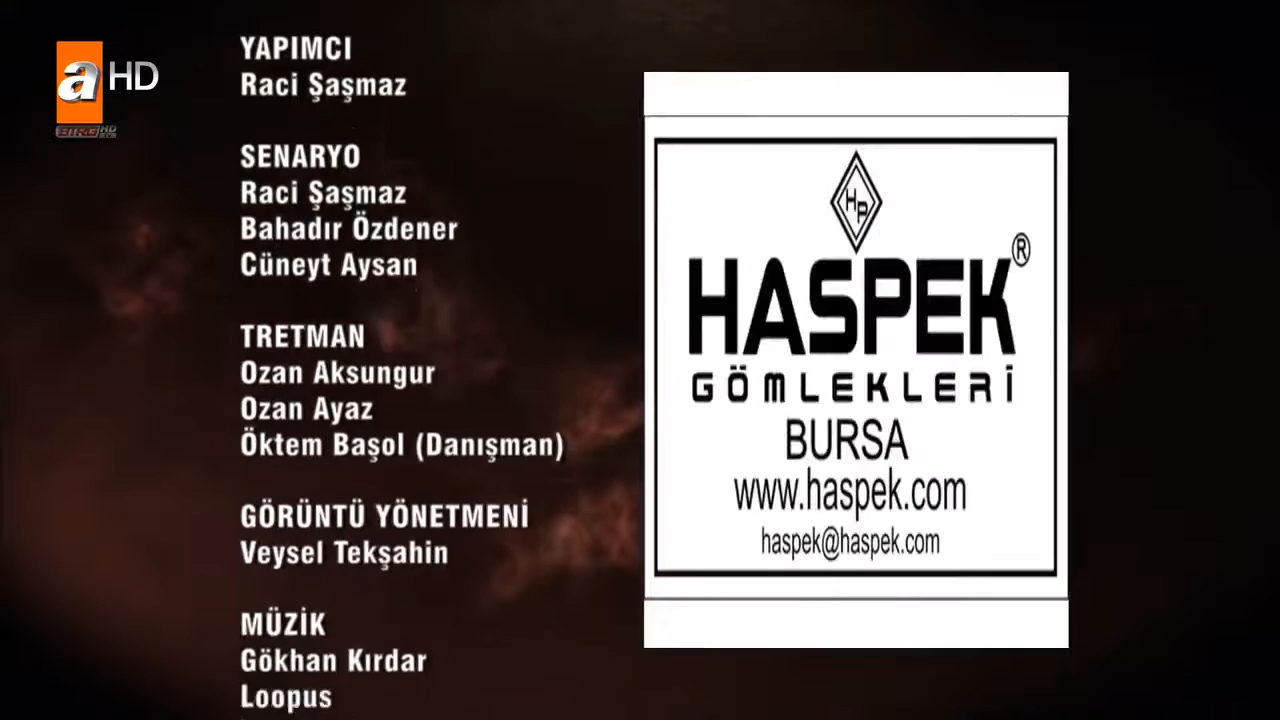 a HD
YAPIMCI
Raci Şaşmaz
SENARYO
Raci Şaşmaz
Bahadır Özdener
Cüneyt Aysan
TRETMAN
Ozan Aksungur
Ozan Ayaz
Öktem Başol (Danışman)
GÖRÜNTÜ YÖNETMENİ
Veysel Tekşahin
MÜZİK
Gökhan Kırdar
Loopus
HP
HASPEK®
GÖMLEKLERİ
BURSA
www.haspek.com
haspek@haspek.com